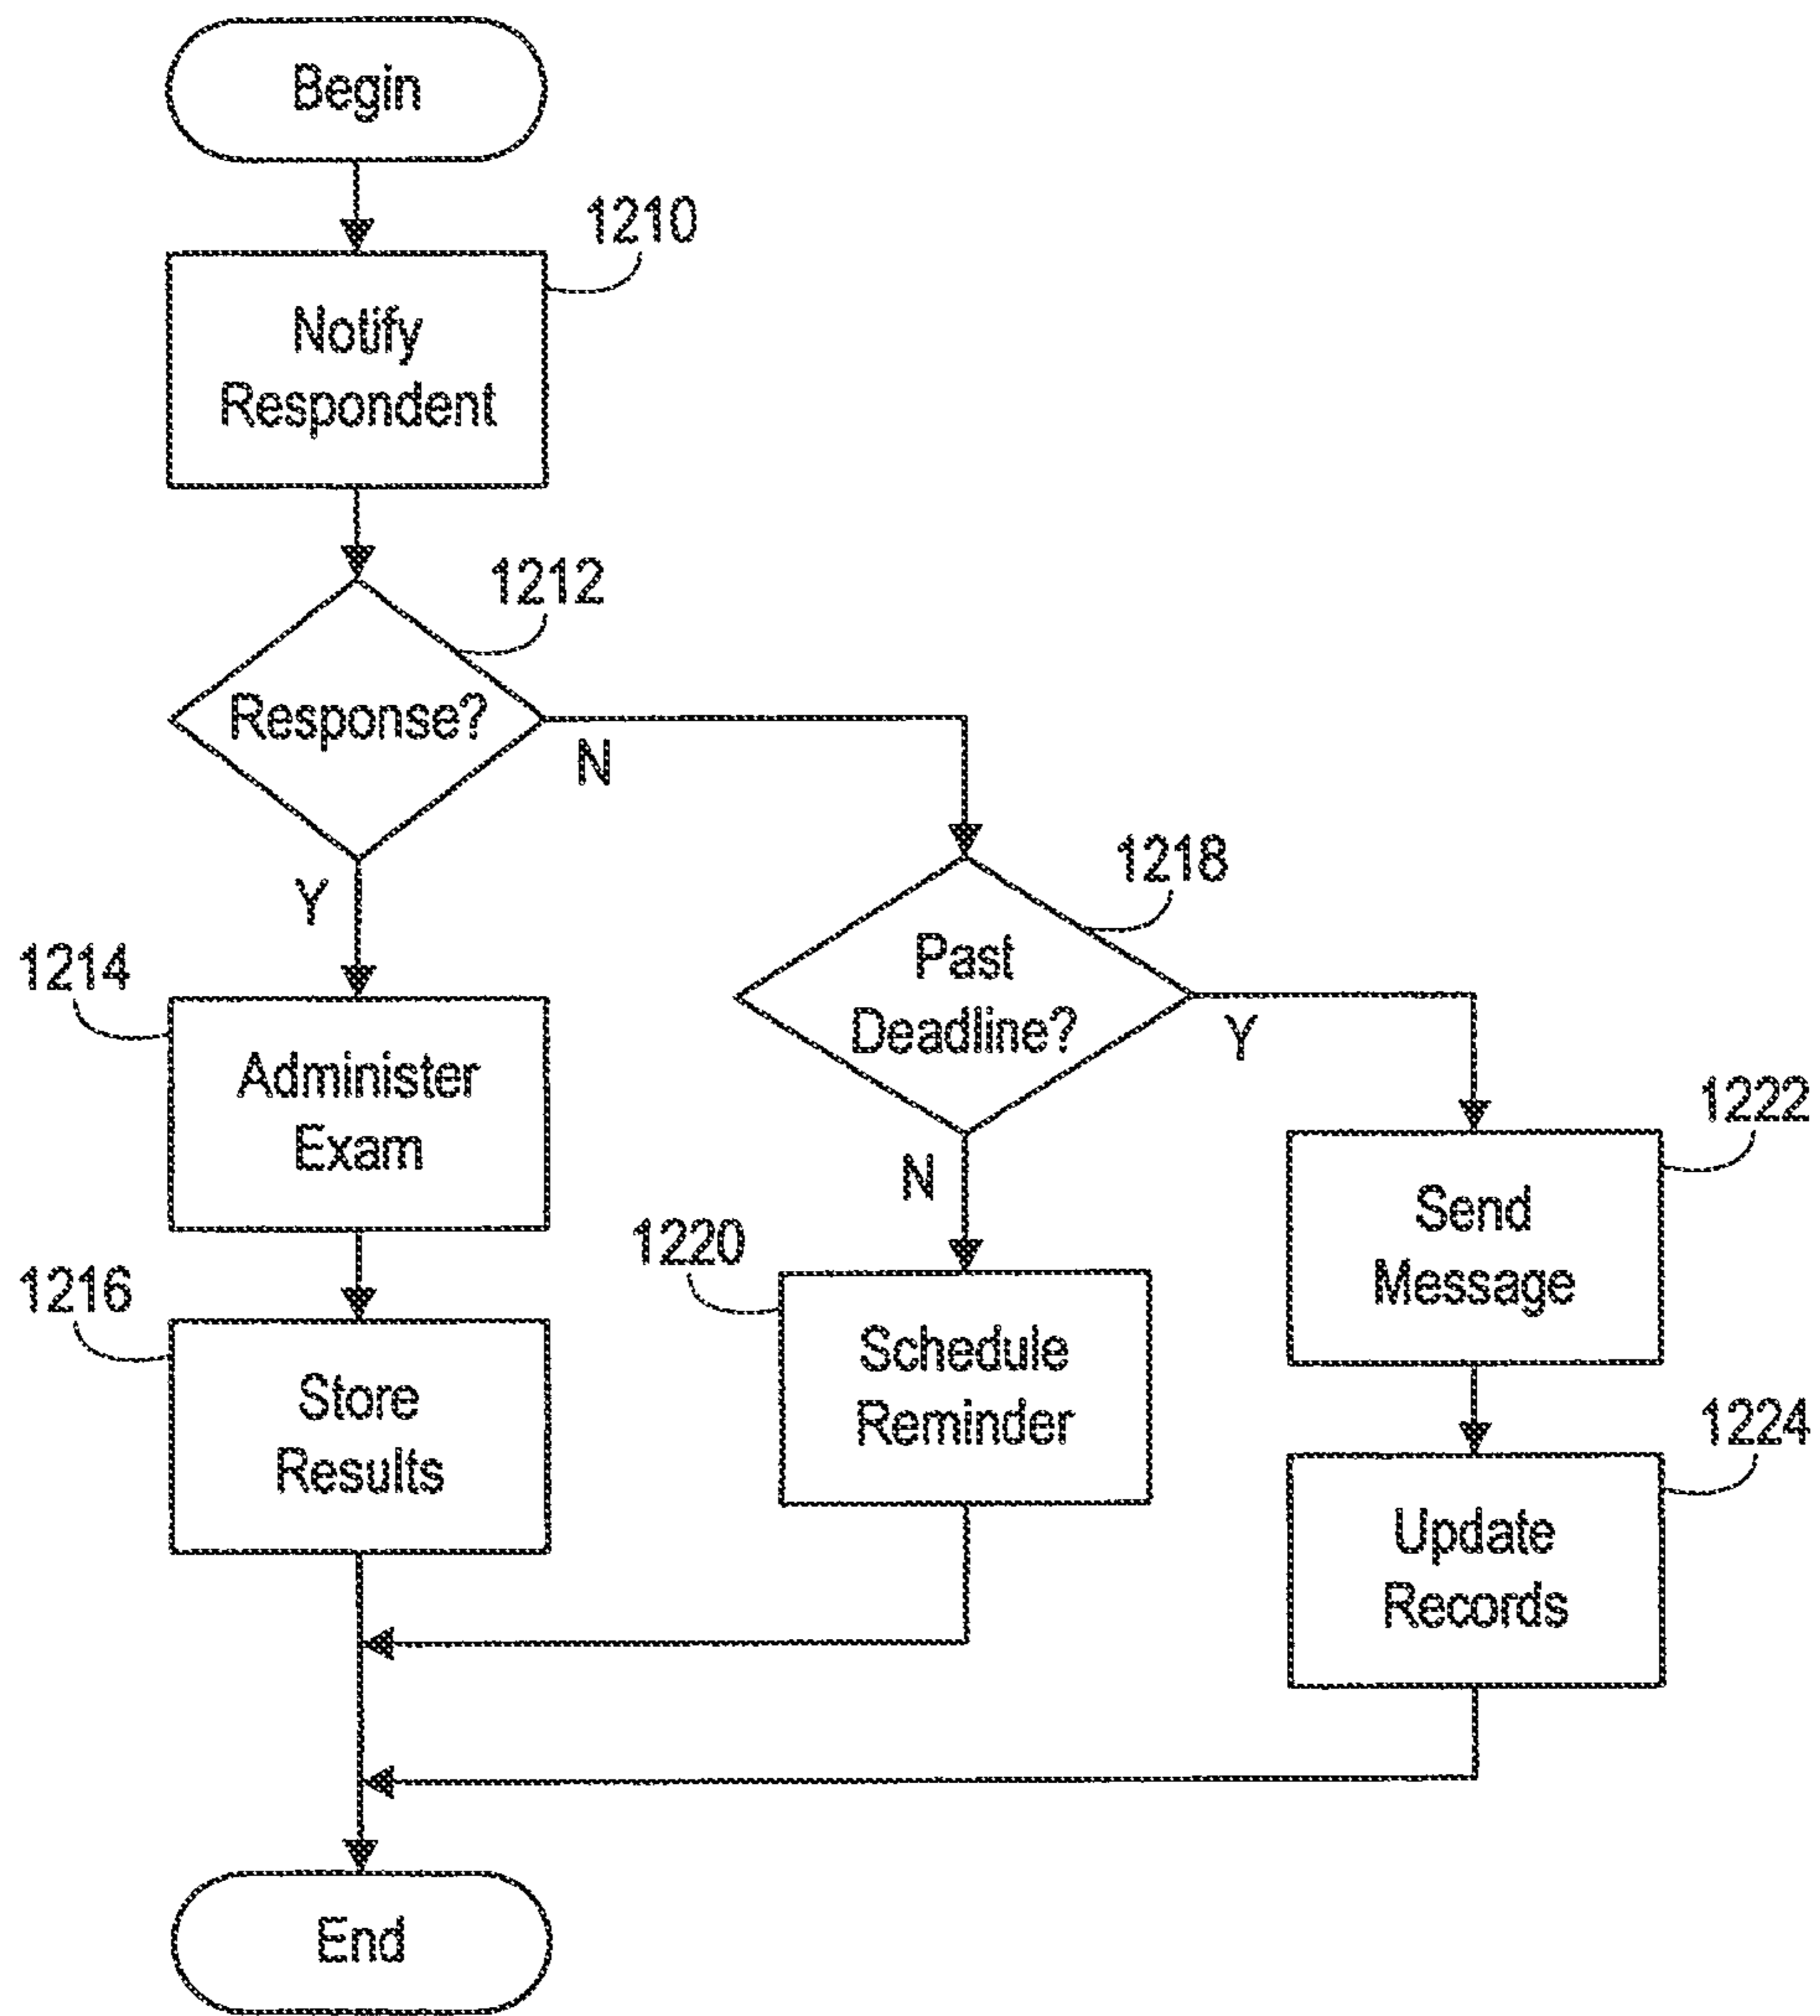 Begin
1210
Notify
Respondent
1212
Response?
N
Y
1218
Past
Deadline?
Y
N
1214
Administer
Exam
1222
Send
Message
1220
Schedule
Reminder
1216
Store
Results
1224
Update
Records
End